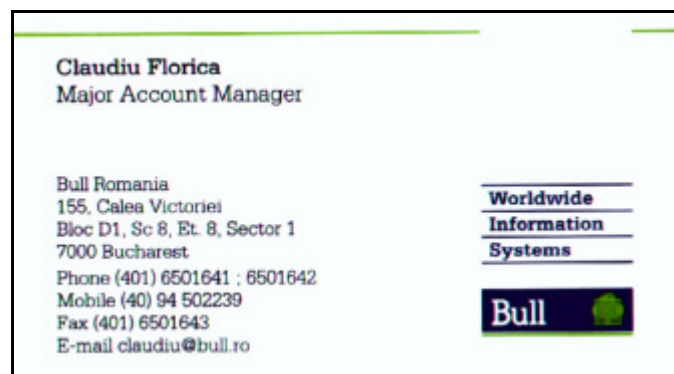 Claudiu Florica
Major Account Manager
Bull Romania
155, Calea Victoriei
Bloc D1, Sc 8, Et. 8, Sector 1
7000 Bucharest
Phone (401) 6501641 ; 6501642
Mobile (40) 94 502239
Fax (401) 6501643
E-mail claudiu@bull.ro
Worldwide
Information
Systems
Bull